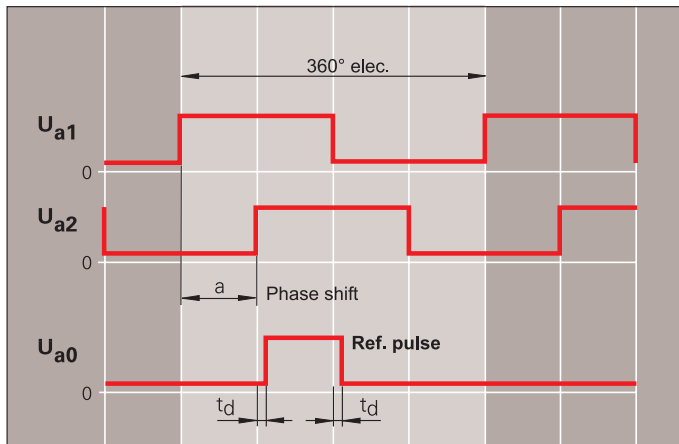 360° elec.
Ua1
0
Ua2
0
a Phase shift
Ua0
Ref. pulse
0
td td